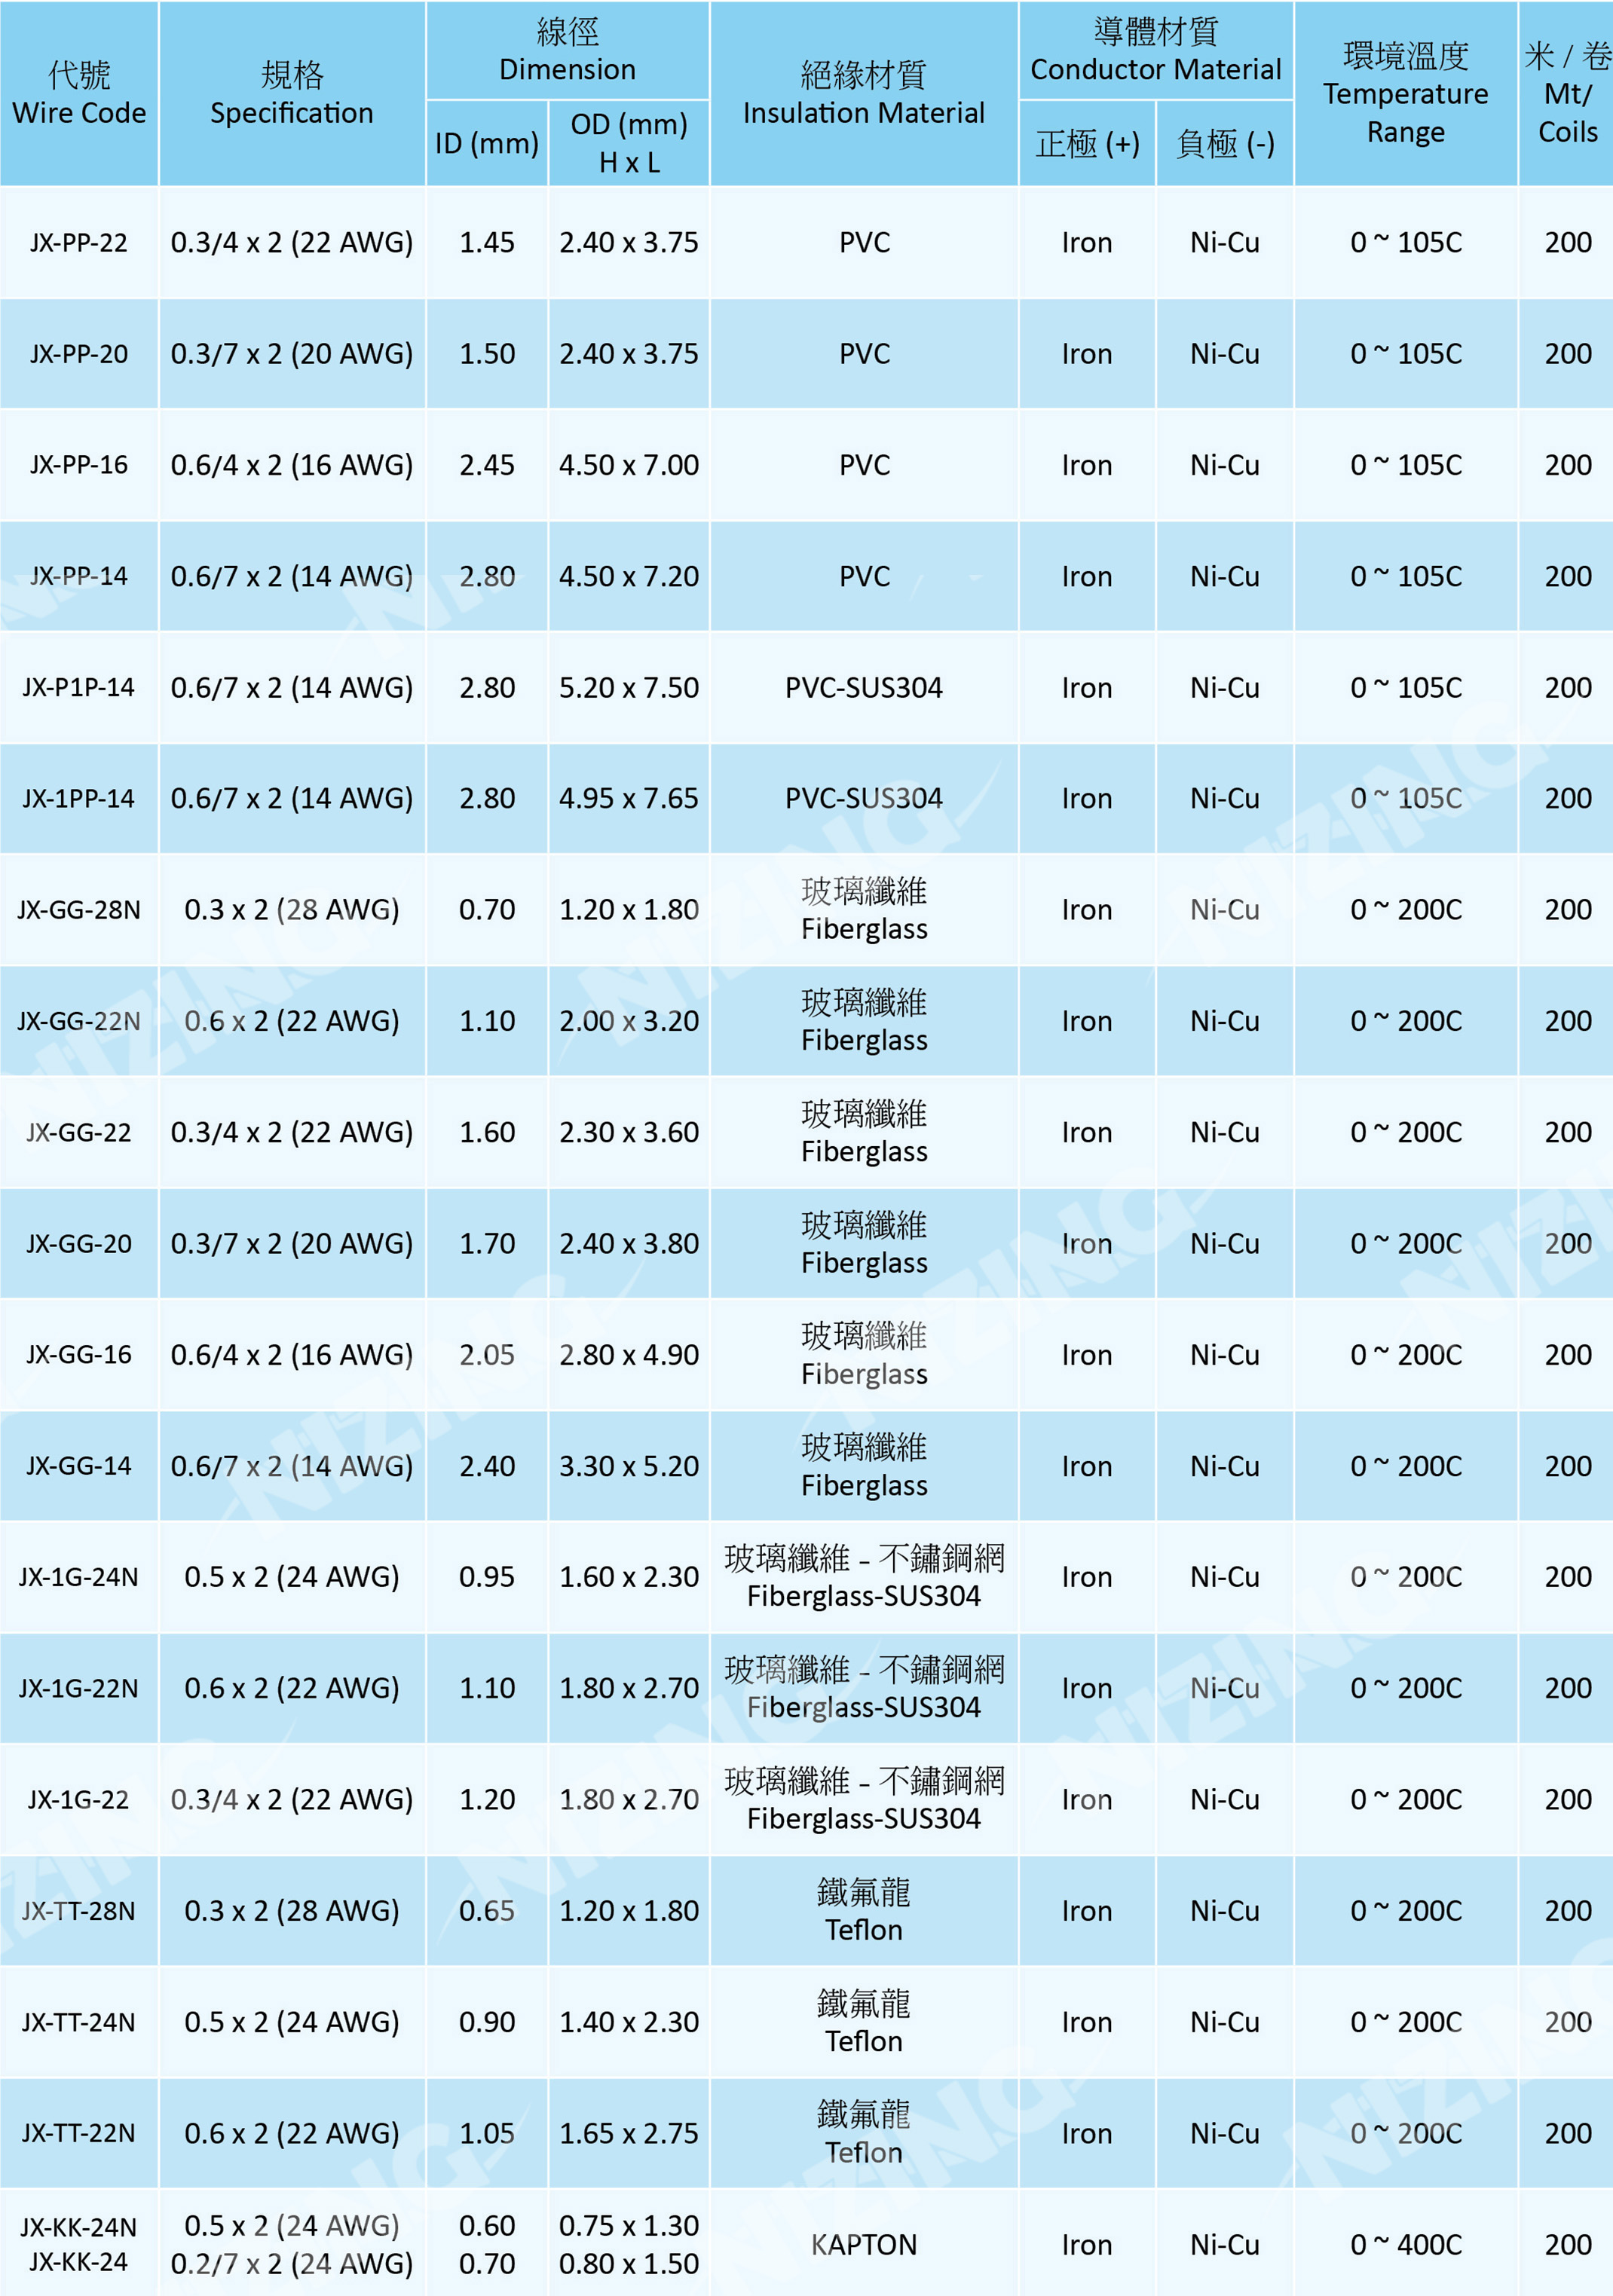 代號
Wire Code
規格
Specification
線徑
Dimension
ID (mm)
OD (mm)
H x L
絕緣材質
Insulation Material
導體材質
Conductor Material
正極 (+)
負極 (-)
環境溫度
Temperature
Range
米 / 卷
Mt/
Coils
JX-PP-22 0.3/4 x 2 (22 AWG) 1.45 2.40 x 3.75 PVC Iron Ni-Cu 0 ~ 105C 200
JX-PP-20 0.3/7 x 2 (20 AWG) 1.50 2.40 x 3.75 PVC Iron Ni-Cu 0 ~ 105C 200
JX-PP-16 0.6/4 x 2 (16 AWG) 2.45 4.50 x 7.00 PVC Iron Ni-Cu 0 ~ 105C 200
JX-PP-14 0.6/7 x 2 (14 AWG) 2.80 4.50 x 7.20 PVC Iron Ni-Cu 0 ~ 105C 200
JX-P1P-14 0.6/7 x 2 (14 AWG) 2.80 5.20 x 7.50 PVC-SUS304 Iron Ni-Cu 0 ~ 105C 200
JX-1PP-14 0.6/7 x 2 (14 AWG) 2.80 4.95 x 7.65 PVC-SUS304 Iron Ni-Cu 0 ~ 105C 200
JX-GG-28N 0.3 x 2 (28 AWG) 0.70 1.20 x 1.80 玻璃纖維
Fiberglass Iron Ni-Cu 0 ~ 200C 200
JX-GG-22N 0.6 x 2 (22 AWG) 1.10 2.00 x 3.20 玻璃纖維
Fiberglass Iron Ni-Cu 0 ~ 200C 200
JX-GG-22 0.3/4 x 2 (22 AWG) 1.60 2.30 x 3.60 玻璃纖維
Fiberglass Iron Ni-Cu 0 ~ 200C 200
JX-GG-20 0.3/7 x 2 (20 AWG) 1.70 2.40 x 3.80 玻璃纖維
Fiberglass Iron Ni-Cu 0 ~ 200C 200
JX-GG-16 0.6/4 x 2 (16 AWG) 2.05 2.80 x 4.90 玻璃纖維
Fiberglass Iron Ni-Cu 0 ~ 200C 200
JX-GG-14 0.6/7 x 2 (14 AWG) 2.40 3.30 x 5.20 玻璃纖維
Fiberglass Iron Ni-Cu 0 ~ 200C 200
JX-1G-24N 0.5 x 2 (24 AWG) 0.95 1.60 x 2.30 玻璃纖維 - 不鏽鋼網
Fiberglass-SUS304 Iron Ni-Cu 0 ~ 200C 200
JX-1G-22N 0.6 x 2 (22 AWG) 1.10 1.80 x 2.70 玻璃纖維 - 不鏽鋼網
Fiberglass-SUS304 Iron Ni-Cu 0 ~ 200C 200
JX-1G-22 0.3/4 x 2 (22 AWG) 1.20 1.80 x 2.70 玻璃纖維 - 不鏽鋼網
Fiberglass-SUS304 Iron Ni-Cu 0 ~ 200C 200
JX-TT-28N 0.3 x 2 (28 AWG) 0.65 1.20 x 1.80 鐵氟龍
Teflon Iron Ni-Cu 0 ~ 200C 200
JX-TT-24N 0.5 x 2 (24 AWG) 0.90 1.40 x 2.30 鐵氟龍
Teflon Iron Ni-Cu 0 ~ 200C 200
JX-TT-22N 0.6 x 2 (22 AWG) 1.05 1.65 x 2.75 鐵氟龍
Teflon Iron Ni-Cu 0 ~ 200C 200
JX-KK-24N 0.5 x 2 (24 AWG) 0.60 0.75 x 1.30
JX-KK-24 0.2/7 x 2 (24 AWG) 0.70 0.80 x 1.50
KAPTON Iron Ni-Cu 0 ~ 400C 200
NIZING